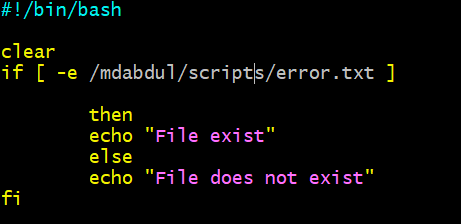 #!/bin/bash
clear
if [ -e /mdabdul/scripts/error.txt ]
then
echo "File exist"
else
echo "File does not exist"
fi